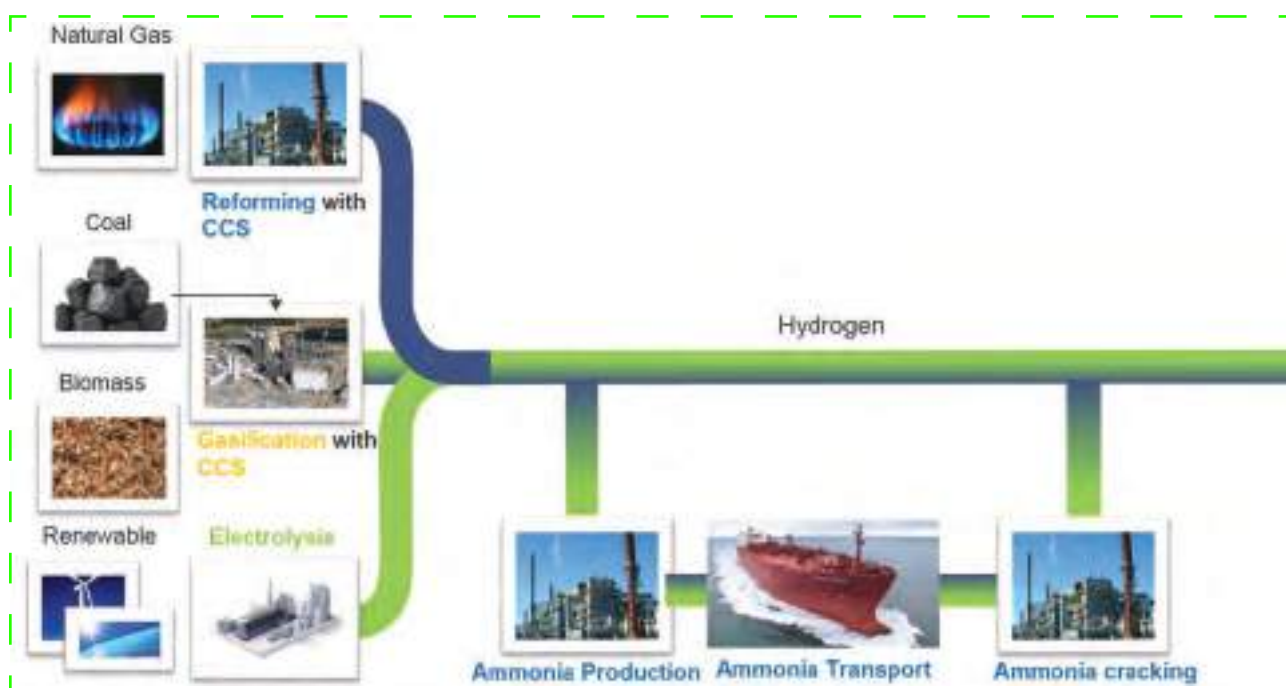 Natural Gas
Reforming with
CCS
Coal
Hydrogen
Biomass
Gasification with
CCS
Renewable
Electrolysis
Ammonia Production
Ammonia Transport
Ammonia cracking